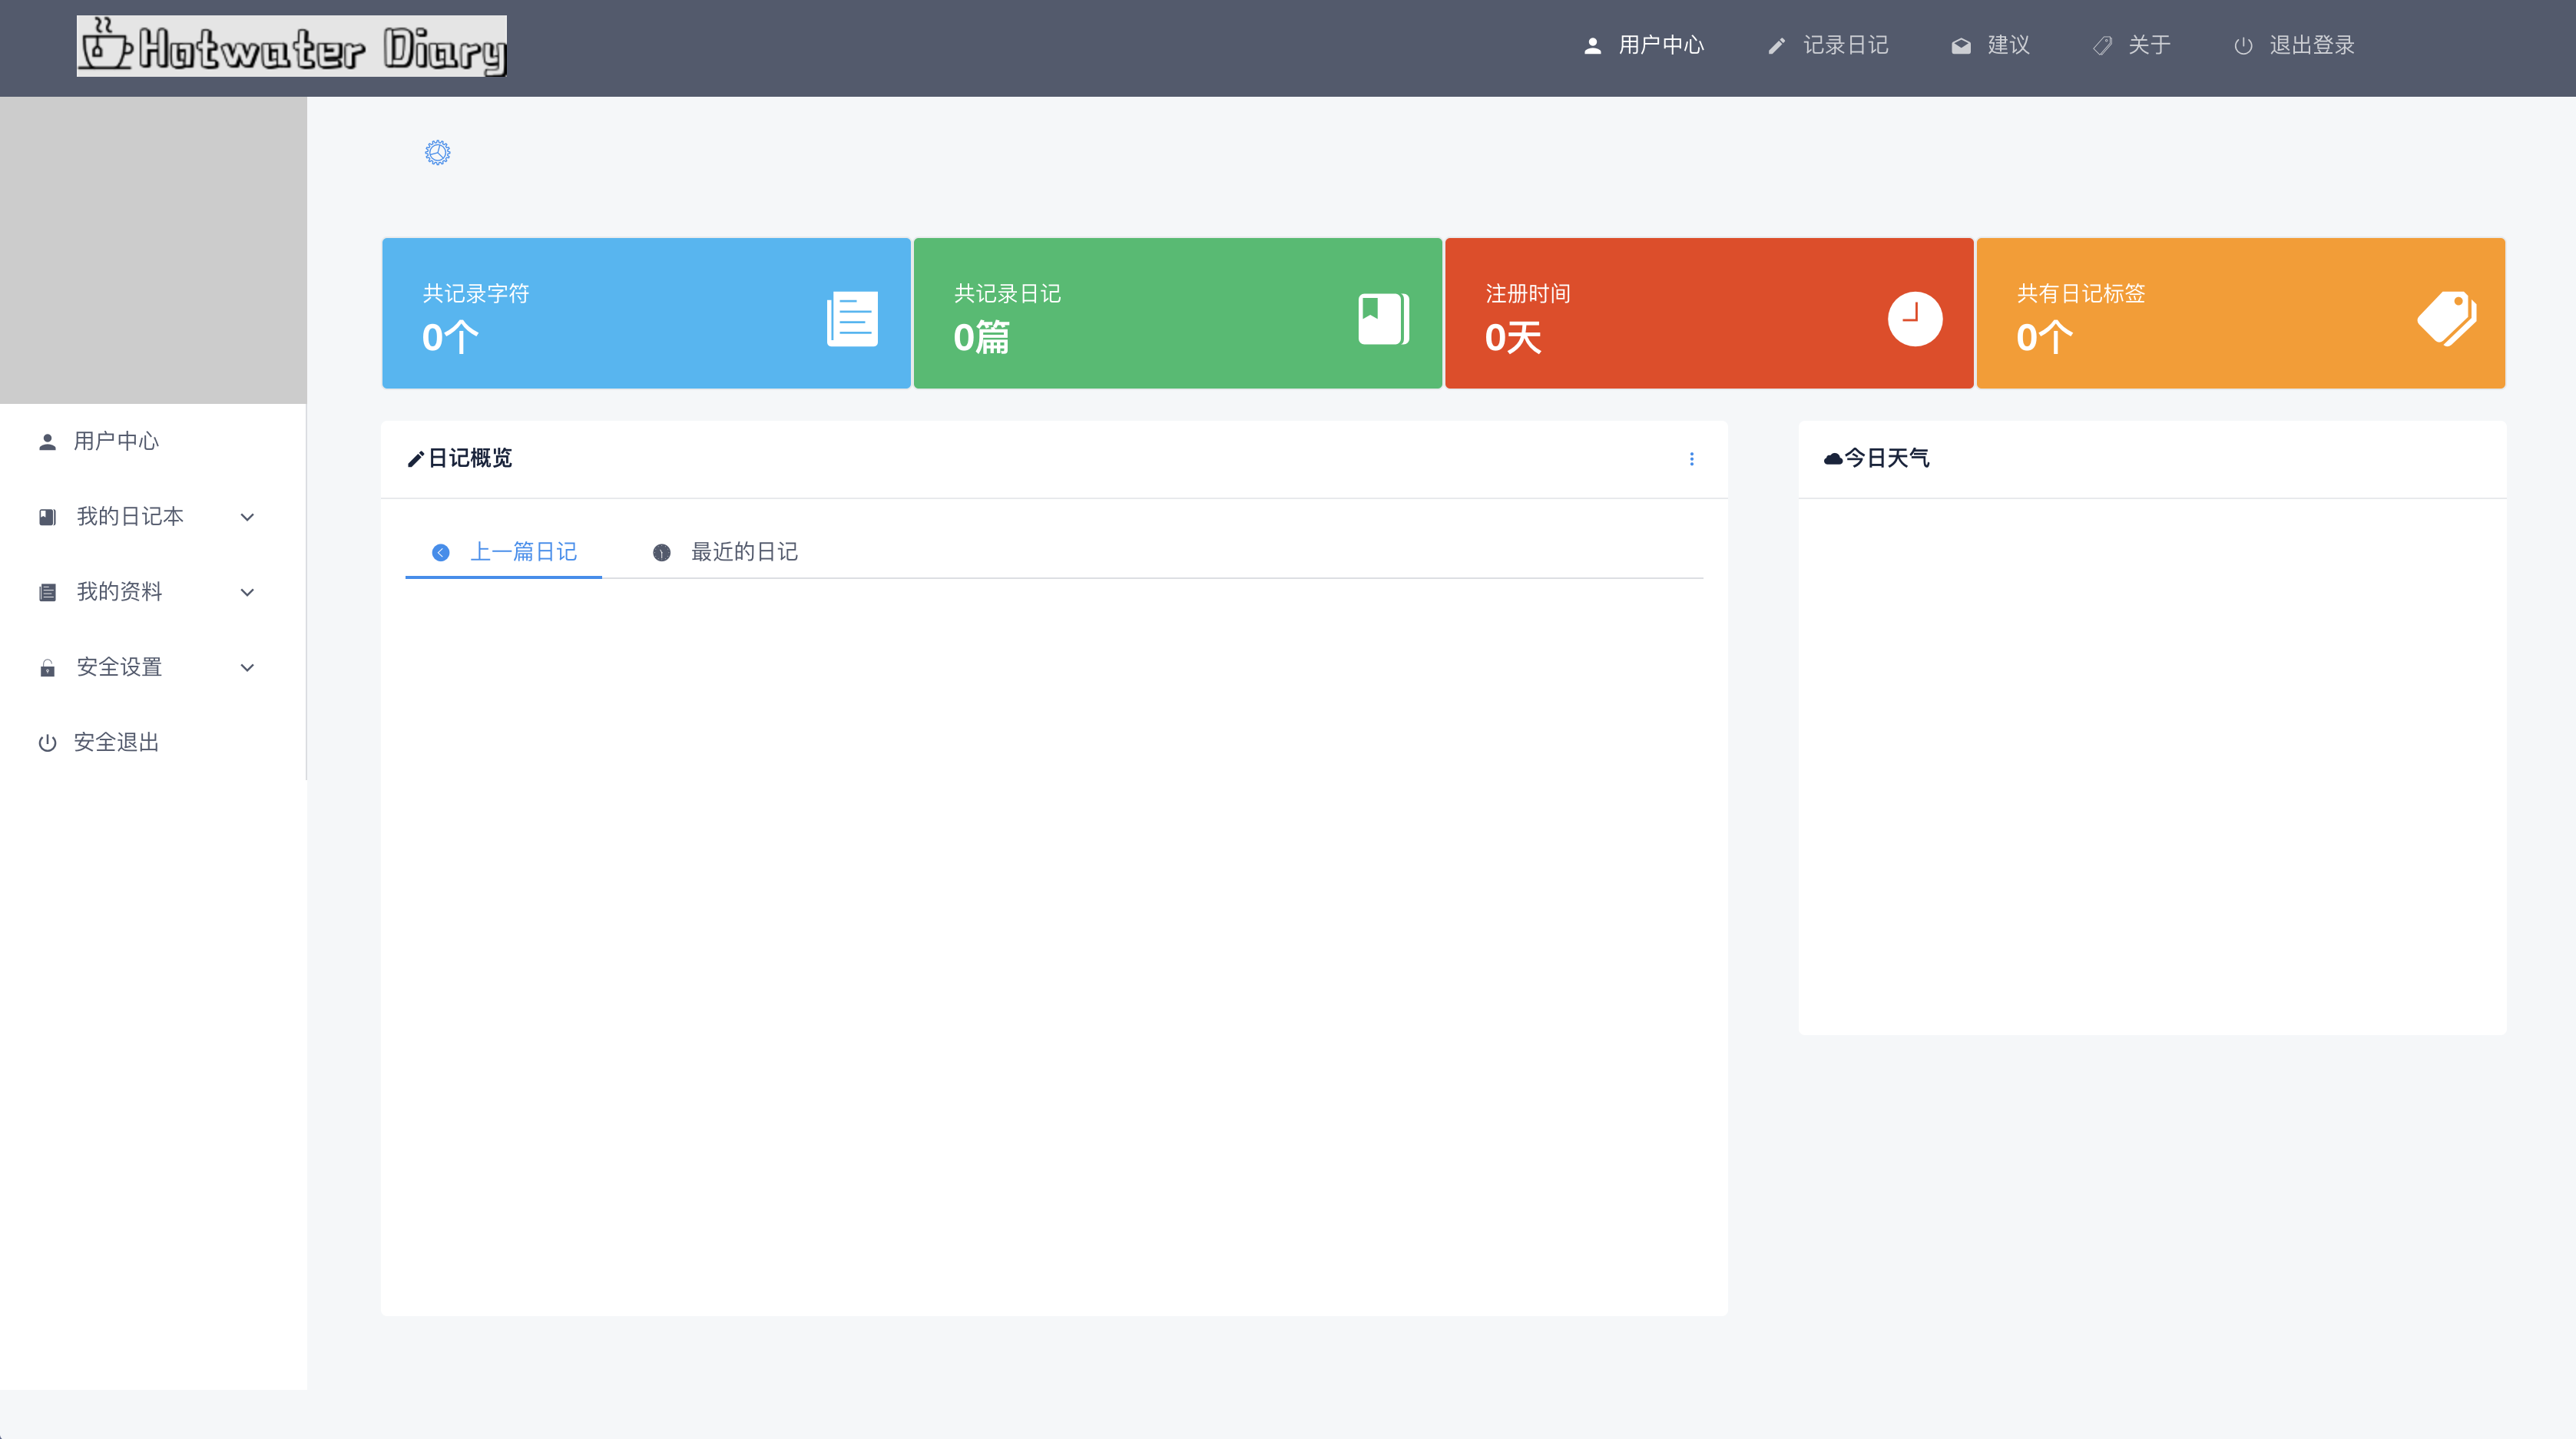 Hotwater Diary
用户中心
记录日记
建议
关于
退出登录
用户中心
我的日记本
我的资料
安全设置
安全退出
共记录字符
0个
共记录日记
0篇
注册时间
0天
共有日记标签
0个
日记概览
上一篇日记
最近的日记
今日天气